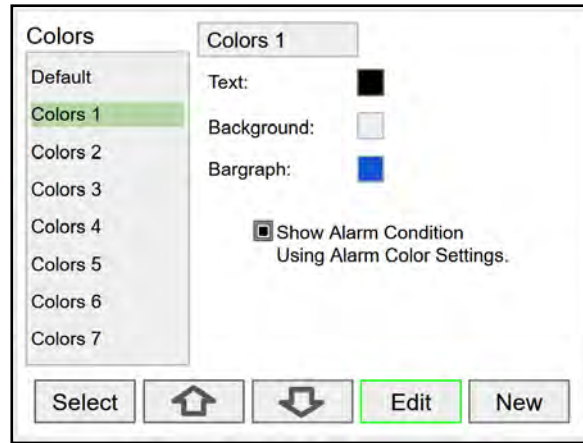 Colors
Default
Colors 1
Colors 2
Colors 3
Colors 4
Colors 5
Colors 6
Colors 7
Colors 1
Text:
Background:
Bargraph:
Show Alarm Condition
Using Alarm Color Settings.
Select
Edit
New